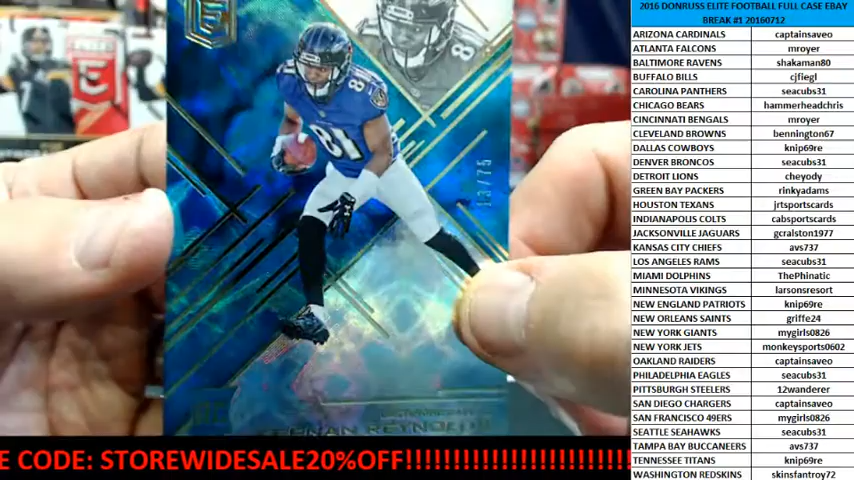 2016 DONRUSS ELITE FOOTBALL FULL CASE EBAY
BREAK #1 20160712
ARIZONA CARDINALS captainsaveo
ATLANTA FALCONS mroyer
BALTIMORE RAVENS shakaman80
BUFFALO BILLS cjfiegl
CAROLINA PANTHERS seacubs31
CHICAGO BEARS hammerheadchris
CINCINNATI BENGALS mroyer
CLEVELAND BROWNS bennington67
DALLAS COWBOYS knip69re
DENVER BRONCOS seacubs31
DETROIT LIONS cheyody
GREEN BAY PACKERS rinkyadams
HOUSTON TEXANS jrtsportscards
INDIANAPOLIS COLTS cabsportscards
JACKSONVILLE JAGUARS gcralston1977
KANSAS CITY CHIEFS avs737
LOS ANGELES RAMS seacubs31
MIAMI DOLPHINS ThePhinatic
MINNESOTA VIKINGS larsonsresort
NEW ENGLAND PATRIOTS knip69re
NEW ORLEANS SAINTS griffe24
NEW YORK GIANTS mygirls0826
NEW YORK JETS monkeysports0602
OAKLAND RAIDERS captainsaveo
PHILADELPHIA EAGLES seacubs31
PITTSBURGH STEELERS 12wanderer
SAN DIEGO CHARGERS captainsaveo
SAN FRANCISCO 49ERS mygirls0826
SEATTLE SEAHAWKS seacubs31
TAMPA BAY BUCCANEERS avs737
TENNESSEE TITANS knip69re
WASHINGTON REDSKINS skinsfantroy72
81
13/75
KEENAN REYNOLDS
E CODE: STOREWIDESALE20%OFF!!!!!!!!!!!!!!!!!!!!!!!!!!!!!